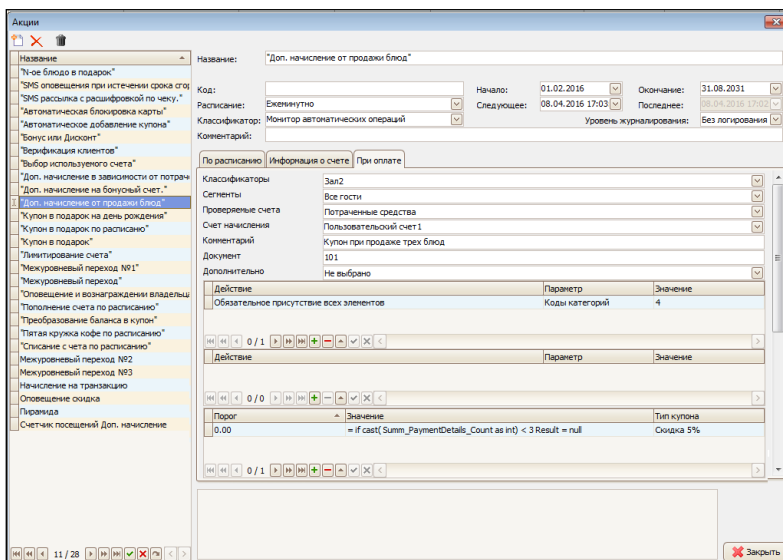 Акции
Название
"N-ое блюдо в подарок"
"SMS оповещения при истечении срока сгор
"SMS рассылка с расшифровкой по чеку."
"Автоматическая блокировка карты"
"Автоматическое добавление купона"
"Бонус или Дисконт"
"Верификация клиентов"
"Выбор используемого счета"
"Доп. начисление в зависимости от потрач
"Доп. начисление на бонусный счет."
"Доп. начисление от продажи блюд"
"Купон в подарок на день рождения"
"Купон в подарок по расписаню"
"Купон в подарок"
"Лимитирование счета"
"Межуровневый переход №1"
"Межуровневый переход"
"Оповещение и вознаграждении владельц
"Пополнение счета по расписанию"
"Преобразование баланса в купон"
"Пятая кружка кофе по расписанию"
"Списание с чета по расписанию"
Межуровневый переход №2
Межуровневый переход №3
Начисление на транзакцию
Оповещение скидка
Пирамида
Счетчик посещений Доп. начисление
11 / 28
Название: "Доп. начисление от продажи блюд"
Код: Начало: 01.02.2016 Окончание: 31.08.2031
Расписание: Ежеминутно Следующее: 08.04.2016 17:03 Последнее: 08.04.2016 17:02
Классификатор: Монитор автоматических операций Уровень журналирования: Без логирования
Комментарий:
По расписанию Информация о счете При оплате
Классификаторы Зал2
Сегменты Все гости
Проверяемые счета Потраченные средства
Счет начисления Пользовательский счет1
Комментарий Купон при продаже трех блюд
Документ 101
Дополнительно Не выбрано
Действие Параметр Значение
Обязательное присутствие всех элементов Коды категорий 4
0 / 1
Действие Параметр Значение
0 / 0
Порог Значение Тип купона
0.00 = if cast( Summ_PaymentDetails_Count as int) < 3 Result = null Скидка 5%
0 / 1
Закрыть